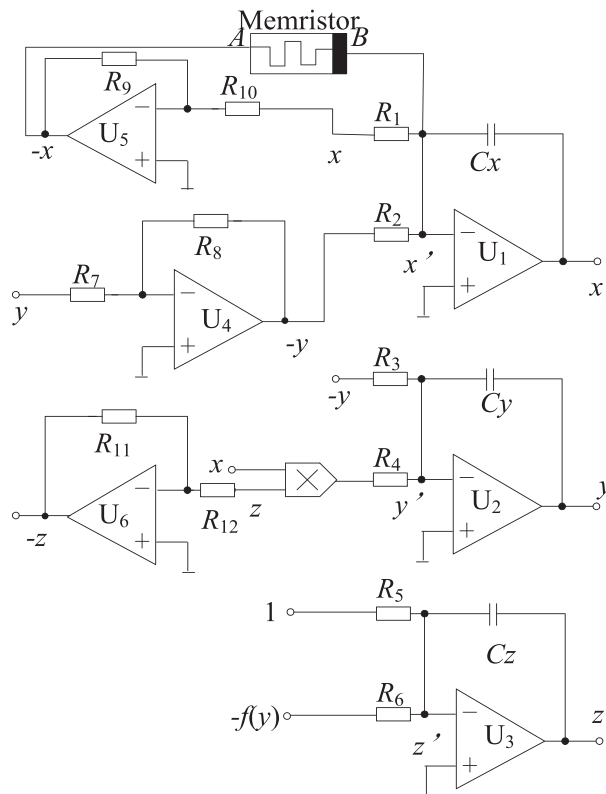 Memristor
A
B
R9
R10
R1
U5
-x
x
Cx
R2
R8
R7
x'
U1
x
y
U4
-y
R3
-y
Cy
R11
x
R4
R12
z
y'
U2
y
U6
-z
R5
1
Cz
R6
-f(y)
z'
U3
z